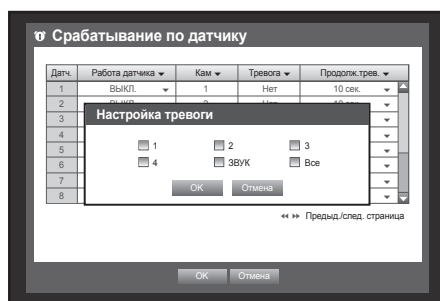 Срабатывание по датчику
Датч. Работа датчика Кам Тревога Продолж.трев.
1 ВЫКЛ. 1 Нет 10 сек.
2
3
4
5
6
7
8
Настройка тревоги
1 2 3
4 ЗВУК Все
OK Отмена
Предыд./след. страница
OK Отмена